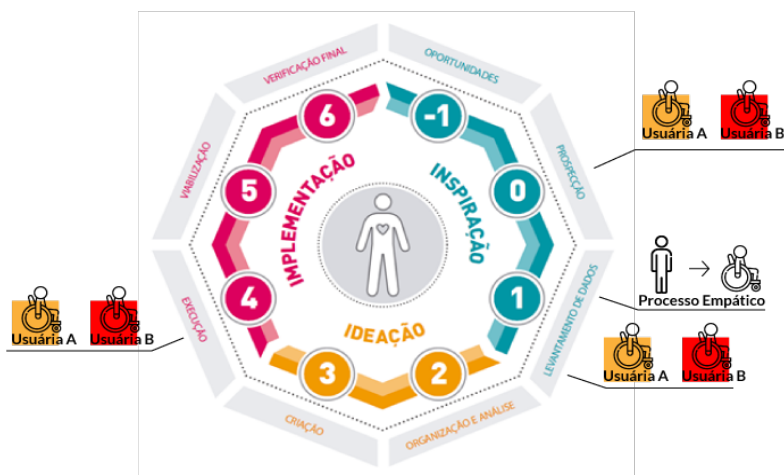 VERIFICAÇÃO FINAL
OPORTUNIDADES
VIABILIZAÇÃO
PROSPECÇÃO
EXECUÇÃO
LEVANTAMENTO DE DADOS
CRIAÇÃO
ORGANIZAÇÃO E ANÁLISE
6
-1
5
0
4
1
3
2
IMPLEMENTAÇÃO
INSPIRAÇÃO
IDEAÇÃO
Usuária A
Usuária B
Processo Empático
Usuária A
Usuária B
Usuária A
Usuária B